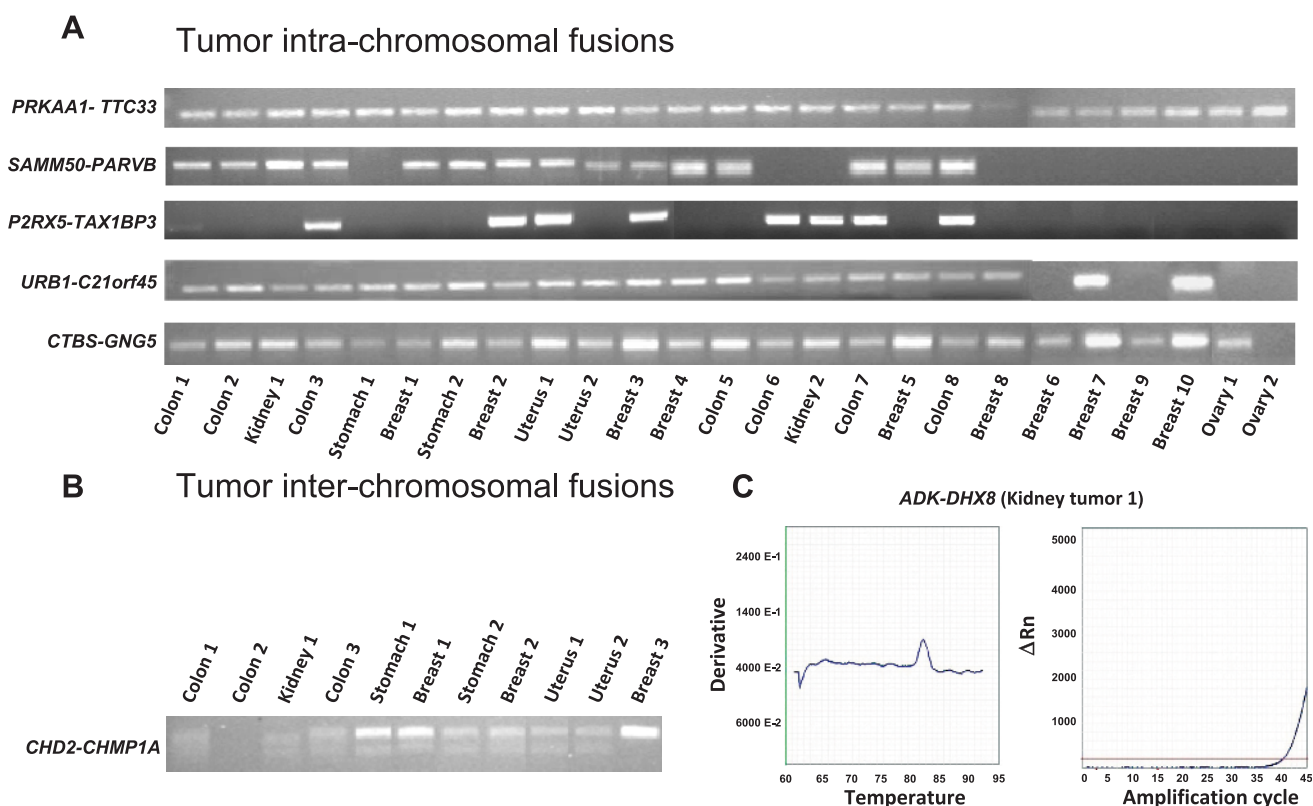 A
Tumor intra-chromosomal fusions
PRKAA1- TTC33
SAMM50-PARVB
P2RX5-TAX1BP3
URB1-C21orf45
CTBS-GNG5
Colon 1
Colon 2
Kidney 1
Colon 3
Stomach 1
Breast 1
Stomach 2
Breast 2
Uterus 1
Uterus 2
Breast 3
Breast 4
Colon 5
Colon 6
Kidney 2
Colon 7
Breast 5
Colon 8
Breast 8
Breast 6
Breast 7
Breast 9
Breast 10
Ovary 1
Ovary 2
B
Tumor inter-chromosomal fusions
Colon 1
Colon 2
Kidney 1
Colon 3
Stomach 1
Breast 1
Stomach 2
Breast 2
Uterus 1
Uterus 2
Breast 3
CHD2-CHMP1A
C
ADK-DHX8 (Kidney tumor 1)
Derivative
2400 E-1
1400 E-1
4000 E-2
6000 E-2
60 65 70 75 80 85 90 95
Temperature
ΔRn
5000
4000
3000
2000
1000
0 5 10 15 20 25 30 35 40 45
Amplification cycle